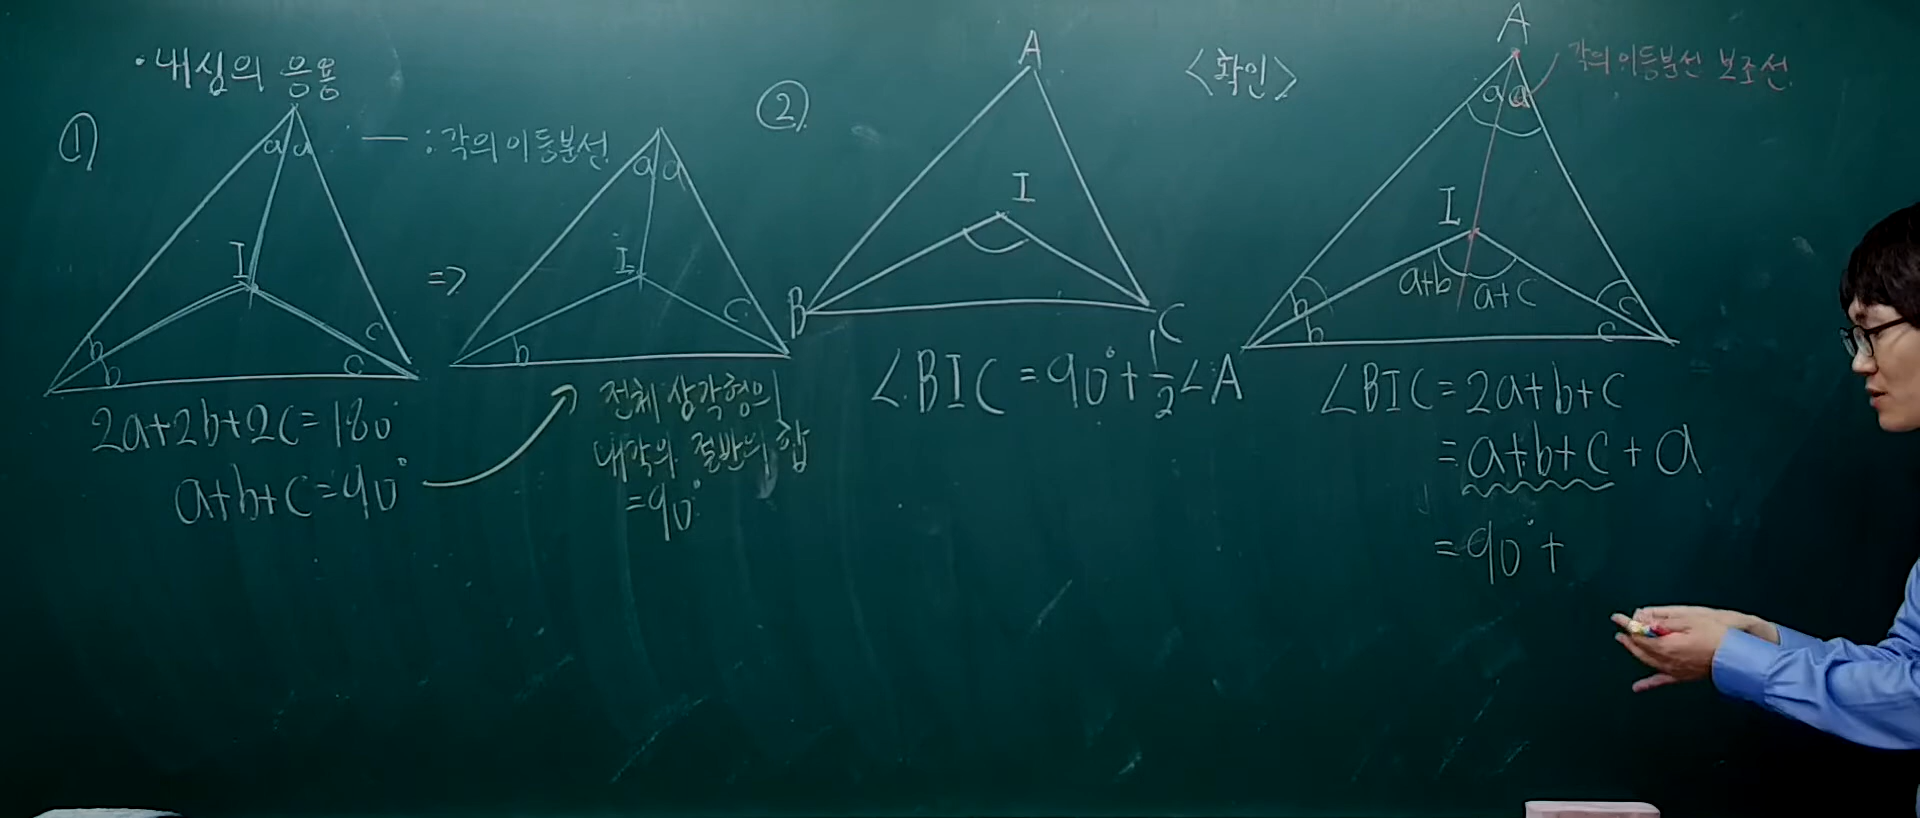 · 내심의 응용
①
a a
— : 각의 이등분선
I
b
b
c
c
2a+2b+2c=180°
a+b+c=90°
=>
a a
I
b
c
전체 삼각형의
내각의 절반의 합
=90°
②
A
I
B
C
∠BIC=90°+½∠A
<확인>
A
각의 이등분선 보조선
a a
I
a+b
a+c
b
b
c
c
∠BIC=2a+b+c
=a+b+c+a
=90°+